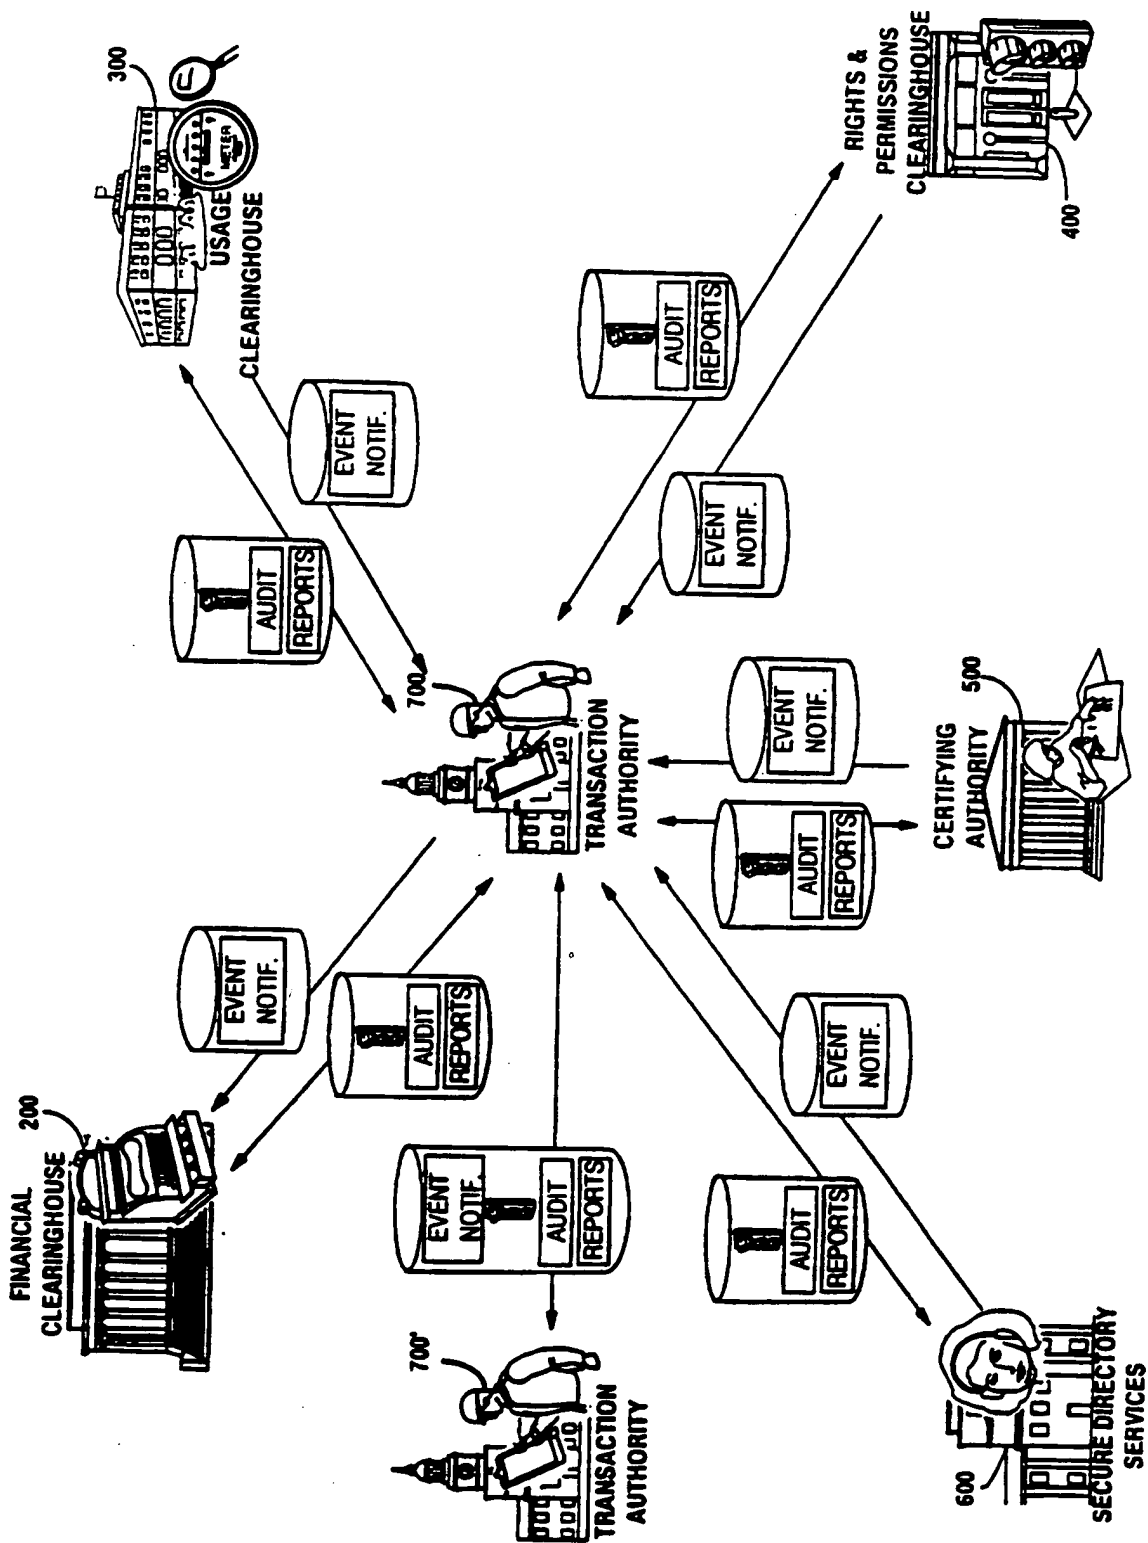 FINANCIAL
CLEARINGHOUSE
200
300
METER
USAGE
CLEARINGHOUSE
EVENT
NOTIF.
AUDIT
REPORTS
EVENT
NOTIF.
AUDIT
REPORTS
700'
TRANSACTION
AUTHORITY
EVENT
NOTIF.
AUDIT
REPORTS
700
TRANSACTION
AUTHORITY
AUDIT
REPORTS
EVENT
NOTIF.
AUDIT
REPORTS
EVENT
NOTIF.
AUDIT
REPORTS
EVENT
NOTIF.
RIGHTS &
PERMISSIONS
CLEARINGHOUSE
400
CERTIFYING
AUTHORITY
500
600
SECURE DIRECTORY
SERVICES